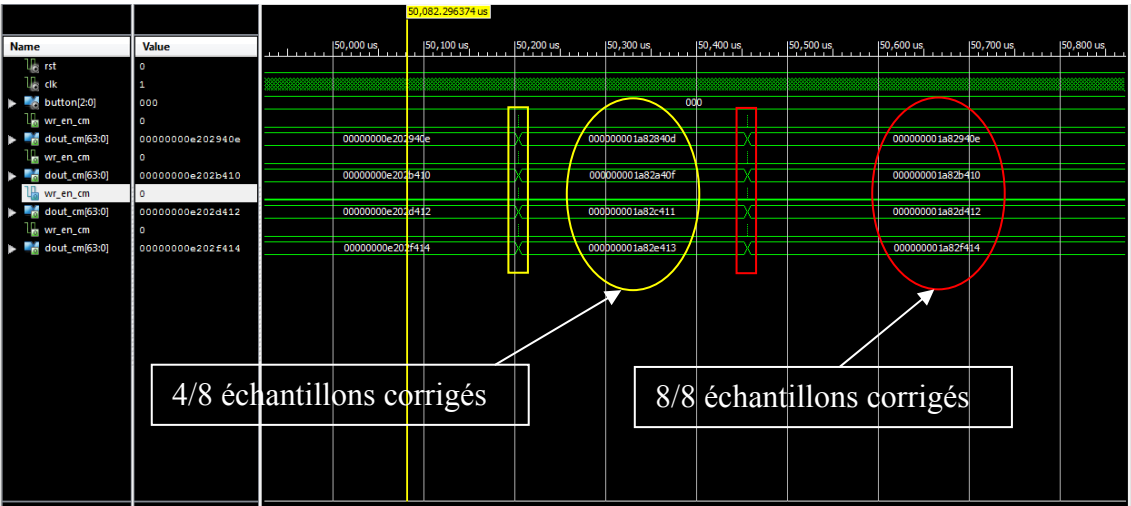 50,082.296374 us
Name Value 50,000 us 50,100 us 50,200 us 50,300 us 50,400 us 50,500 us 50,600 us 50,700 us 50,800 us
rst 0
clk 1
button[2:0] 000 000
wr_en_cm 0
dout_cm[63:0] 00000000e202940e 00000000e202940e 000000001a82840d 000000001a82940e
wr_en_cm 0
dout_cm[63:0] 00000000e202b410 00000000e202b410 000000001a82a40f 000000001a82b410
wr_en_cm 0
dout_cm[63:0] 00000000e202d412 00000000e202d412 000000001a82c411 000000001a82d412
wr_en_cm 0
dout_cm[63:0] 00000000e202f414 00000000e202f414 000000001a82e413 000000001a82f414
4/8 échantillons corrigés 8/8 échantillons corrigés